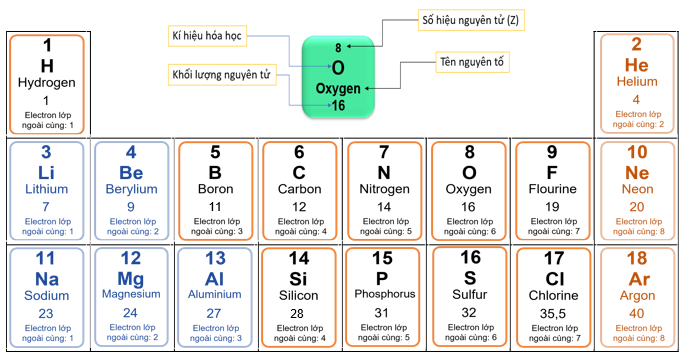 Số hiệu nguyên tử (Z)
Kí hiệu hóa học
Khối lượng nguyên tử
Tên nguyên tố
8
O
Oxygen
16
1
H
Hydrogen
1
Electron lớp
ngoài cùng: 1
2
He
Helium
4
Electron lớp
ngoài cùng: 2
3
Li
Lithium
7
Electron lớp
ngoài cùng: 1
4
Be
Berylium
9
Electron lớp
ngoài cùng: 2
5
B
Boron
11
Electron lớp
ngoài cùng: 3
6
C
Carbon
12
Electron lớp
ngoài cùng: 4
7
N
Nitrogen
14
Electron lớp
ngoài cùng: 5
8
O
Oxygen
16
Electron lớp
ngoài cùng: 6
9
F
Flourine
19
Electron lớp
ngoài cùng: 7
10
Ne
Neon
20
Electron lớp
ngoài cùng: 8
11
Na
Sodium
23
Electron lớp
ngoài cùng: 1
12
Mg
Magnesium
24
Electron lớp
ngoài cùng: 2
13
Al
Aluminium
27
Electron lớp
ngoài cùng: 3
14
Si
Silicon
28
Electron lớp
ngoài cùng: 4
15
P
Phosphorus
31
Electron lớp
ngoài cùng: 5
16
S
Sulfur
32
Electron lớp
ngoài cùng: 6
17
Cl
Chlorine
35,5
Electron lớp
ngoài cùng: 7
18
Ar
Argon
40
Electron lớp
ngoài cùng: 8